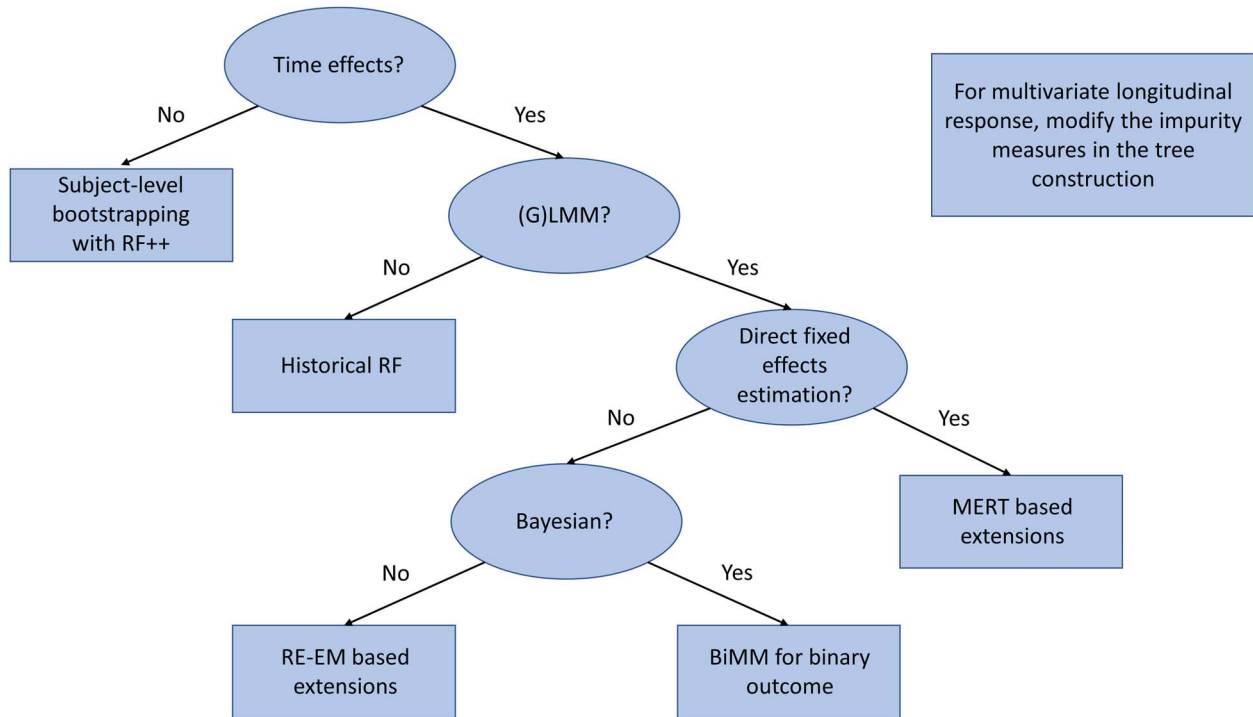 Time effects?
For multivariate longitudinal
response, modify the impurity
measures in the tree
construction
No
Yes
Subject-level
bootstrapping
with RF++
(G)LMM?
No
Yes
Historical RF
Direct fixed
effects
estimation?
No
Yes
Bayesian?
MERT based
extensions
No
Yes
RE-EM based
extensions
BiMM for binary
outcome